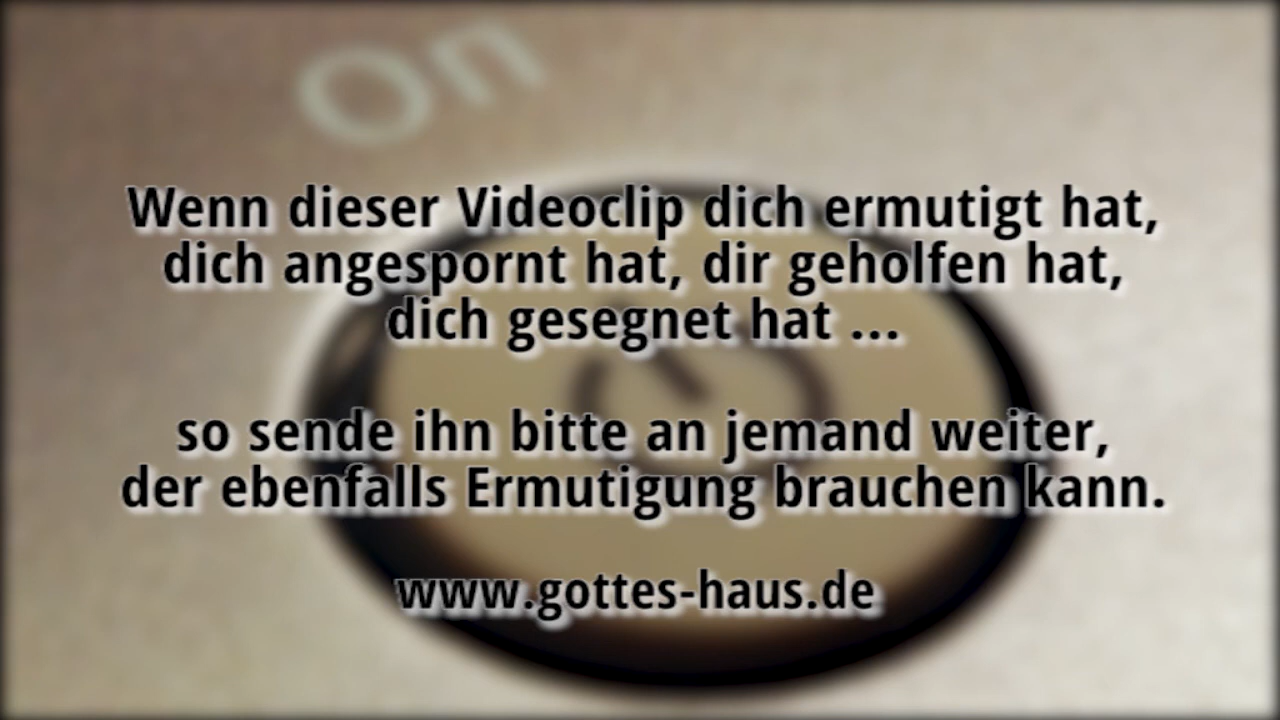 On
Wenn dieser Videoclip dich ermutigt hat,
dich angespornt hat, dir geholfen hat,
dich gesegnet hat ...
so sende ihn bitte an jemand weiter,
der ebenfalls Ermutigung brauchen kann.
www.gottes-haus.de